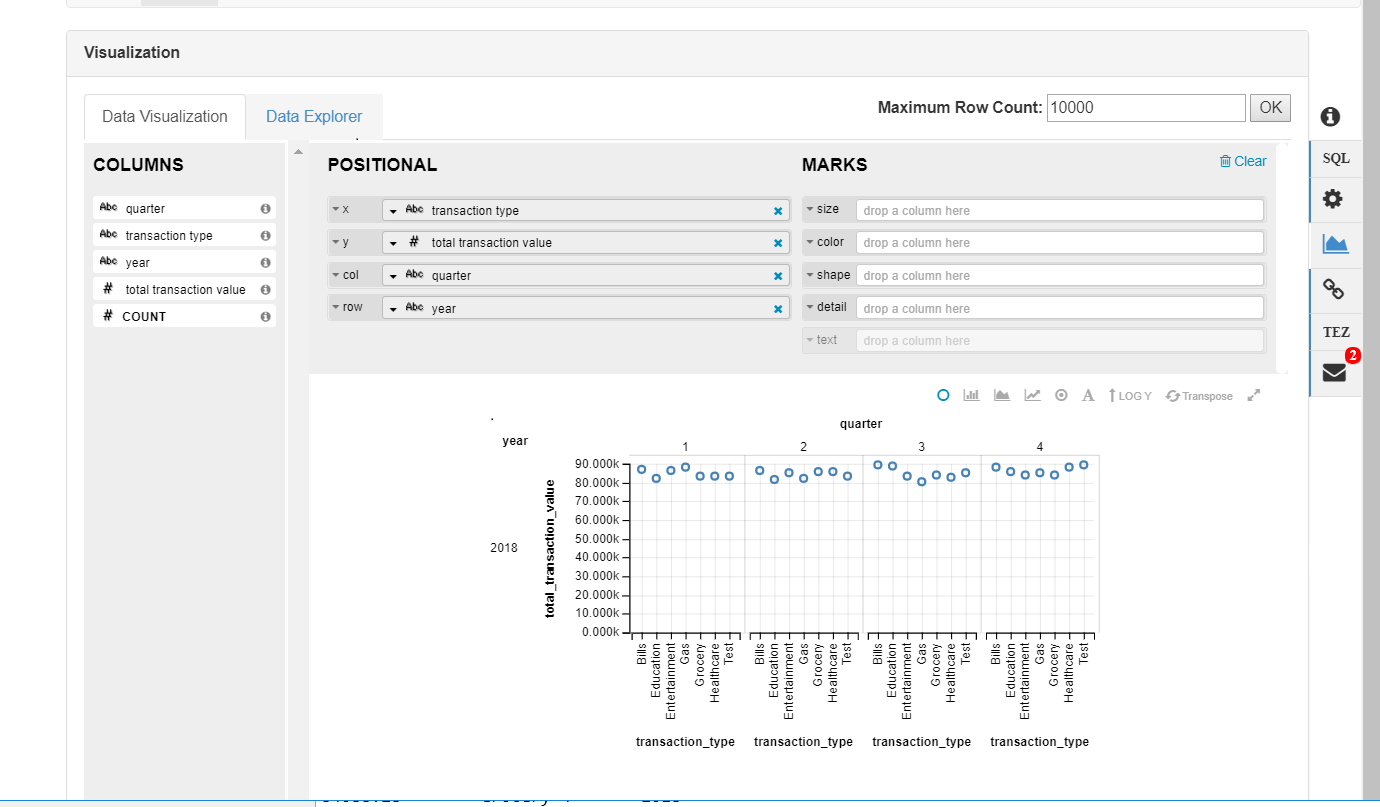 Visualization
Data Visualization
Data Explorer
Maximum Row Count: 10000 OK
COLUMNS
Abc quarter
Abc transaction type
Abc year
# total transaction value
# COUNT
POSITIONAL
x Abc transaction type
y # total transaction value
col Abc quarter
row Abc year
MARKS
Clear
size drop a column here
color drop a column here
shape drop a column here
detail drop a column here
text drop a column here
SQL
TEZ
2
A LOG Y Transpose
quarter
year
1 2 3 4
total_transaction_value
90.000k
80.000k
70.000k
60.000k
50.000k
40.000k
30.000k
20.000k
10.000k
0.000k
2018
Bills
Education
Entertainment
Gas
Grocery
Healthcare
Test
Bills
Education
Entertainment
Gas
Grocery
Healthcare
Test
Bills
Education
Entertainment
Gas
Grocery
Healthcare
Test
Bills
Education
Entertainment
Gas
Grocery
Healthcare
Test
transaction_type transaction_type transaction_type transaction_type